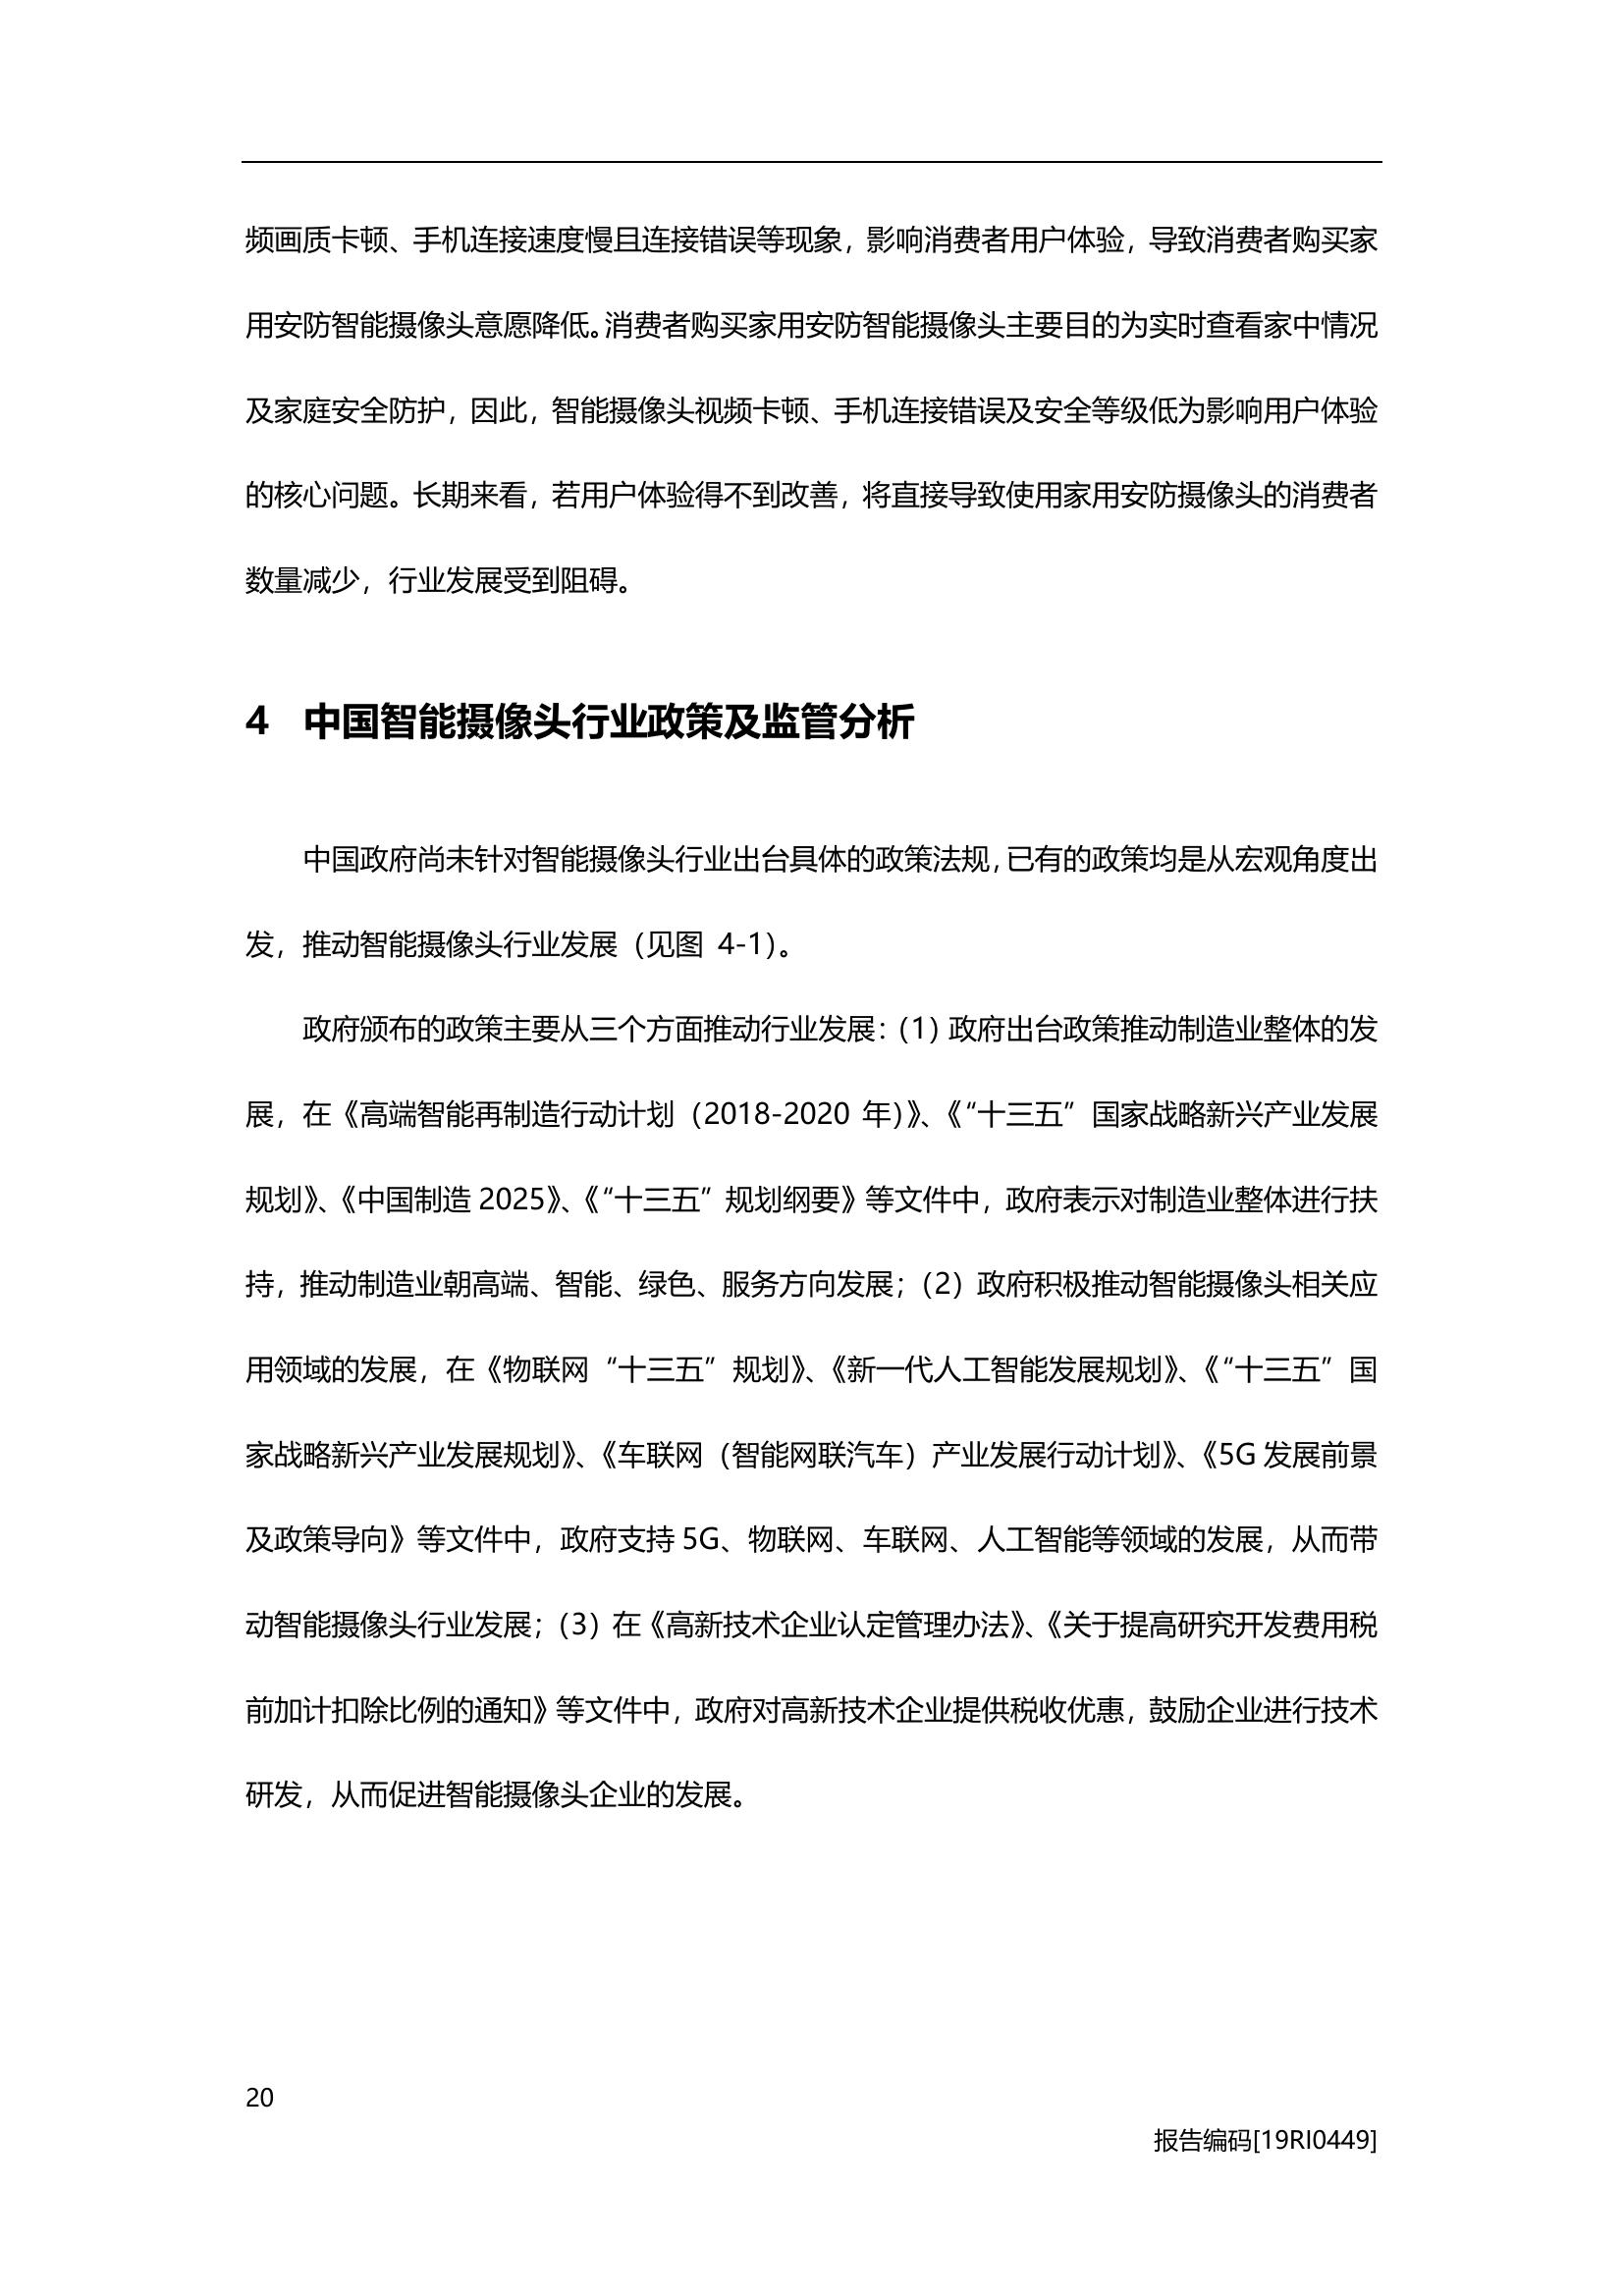 频画质卡顿、手机连接速度慢且连接错误等现象，影响消费者用户体验，导致消费者购买家
用安防智能摄像头意愿降低。消费者购买家用安防智能摄像头主要目的为实时查看家中情况
及家庭安全防护，因此，智能摄像头视频卡顿、手机连接错误及安全等级低为影响用户体验
的核心问题。长期来看，若用户体验得不到改善，将直接导致使用家用安防摄像头的消费者
数量减少，行业发展受到阻碍。
4 中国智能摄像头行业政策及监管分析
中国政府尚未针对智能摄像头行业出台具体的政策法规，已有的政策均是从宏观角度出
发，推动智能摄像头行业发展（见图 4-1）。
政府颁布的政策主要从三个方面推动行业发展：（1）政府出台政策推动制造业整体的发
展，在《高端智能再制造行动计划（2018-2020 年）》、《“十三五”国家战略新兴产业发展
规划》、《中国制造 2025》、《“十三五”规划纲要》等文件中，政府表示对制造业整体进行扶
持，推动制造业朝高端、智能、绿色、服务方向发展；（2）政府积极推动智能摄像头相关应
用领域的发展，在《物联网“十三五”规划》、《新一代人工智能发展规划》、《“十三五”国
家战略新兴产业发展规划》、《车联网（智能网联汽车）产业发展行动计划》、《5G 发展前景
及政策导向》等文件中，政府支持 5G、物联网、车联网、人工智能等领域的发展，从而带
动智能摄像头行业发展；（3）在《高新技术企业认定管理办法》、《关于提高研究开发费用税
前加计扣除比例的通知》等文件中，政府对高新技术企业提供税收优惠，鼓励企业进行技术
研发，从而促进智能摄像头企业的发展。
20
报告编码[19RI0449]